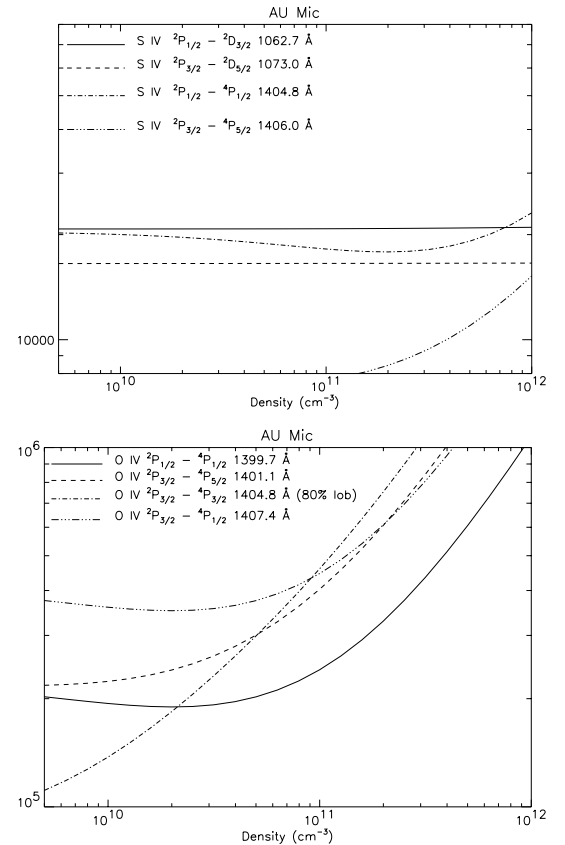 AU Mic
S IV ²P₁/₂ – ²D₃/₂ 1062.7 Å
S IV ²P₃/₂ – ²D₅/₂ 1073.0 Å
S IV ²P₁/₂ – ⁴P₁/₂ 1404.8 Å
S IV ²P₃/₂ – ⁴P₅/₂ 1406.0 Å
10000
10¹⁰ 10¹¹ 10¹²
Density (cm⁻³)
AU Mic
10⁶
O IV ²P₁/₂ – ⁴P₁/₂ 1399.7 Å
O IV ²P₃/₂ – ⁴P₅/₂ 1401.1 Å
O IV ²P₃/₂ – ⁴P₃/₂ 1404.8 Å (80% lob)
O IV ²P₃/₂ – ⁴P₁/₂ 1407.4 Å
10⁵
10¹⁰ 10¹¹ 10¹²
Density (cm⁻³)